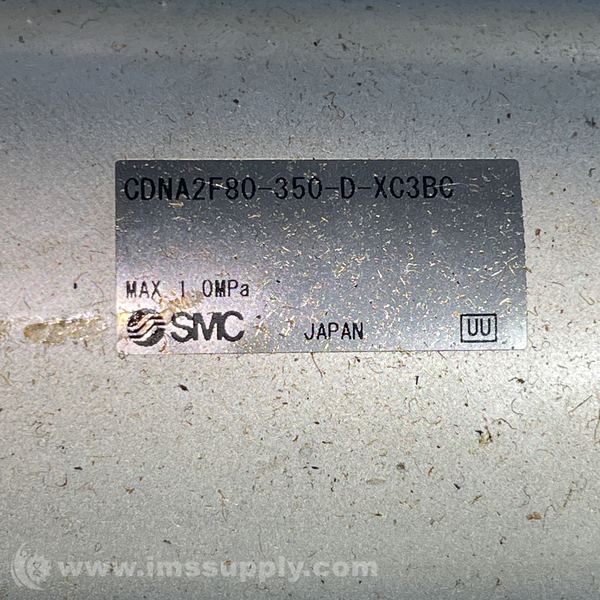 CDNA2F80-350-D-XC3BC
MAX 1.0MPa
SMC JAPAN UU
www.imssupply.com